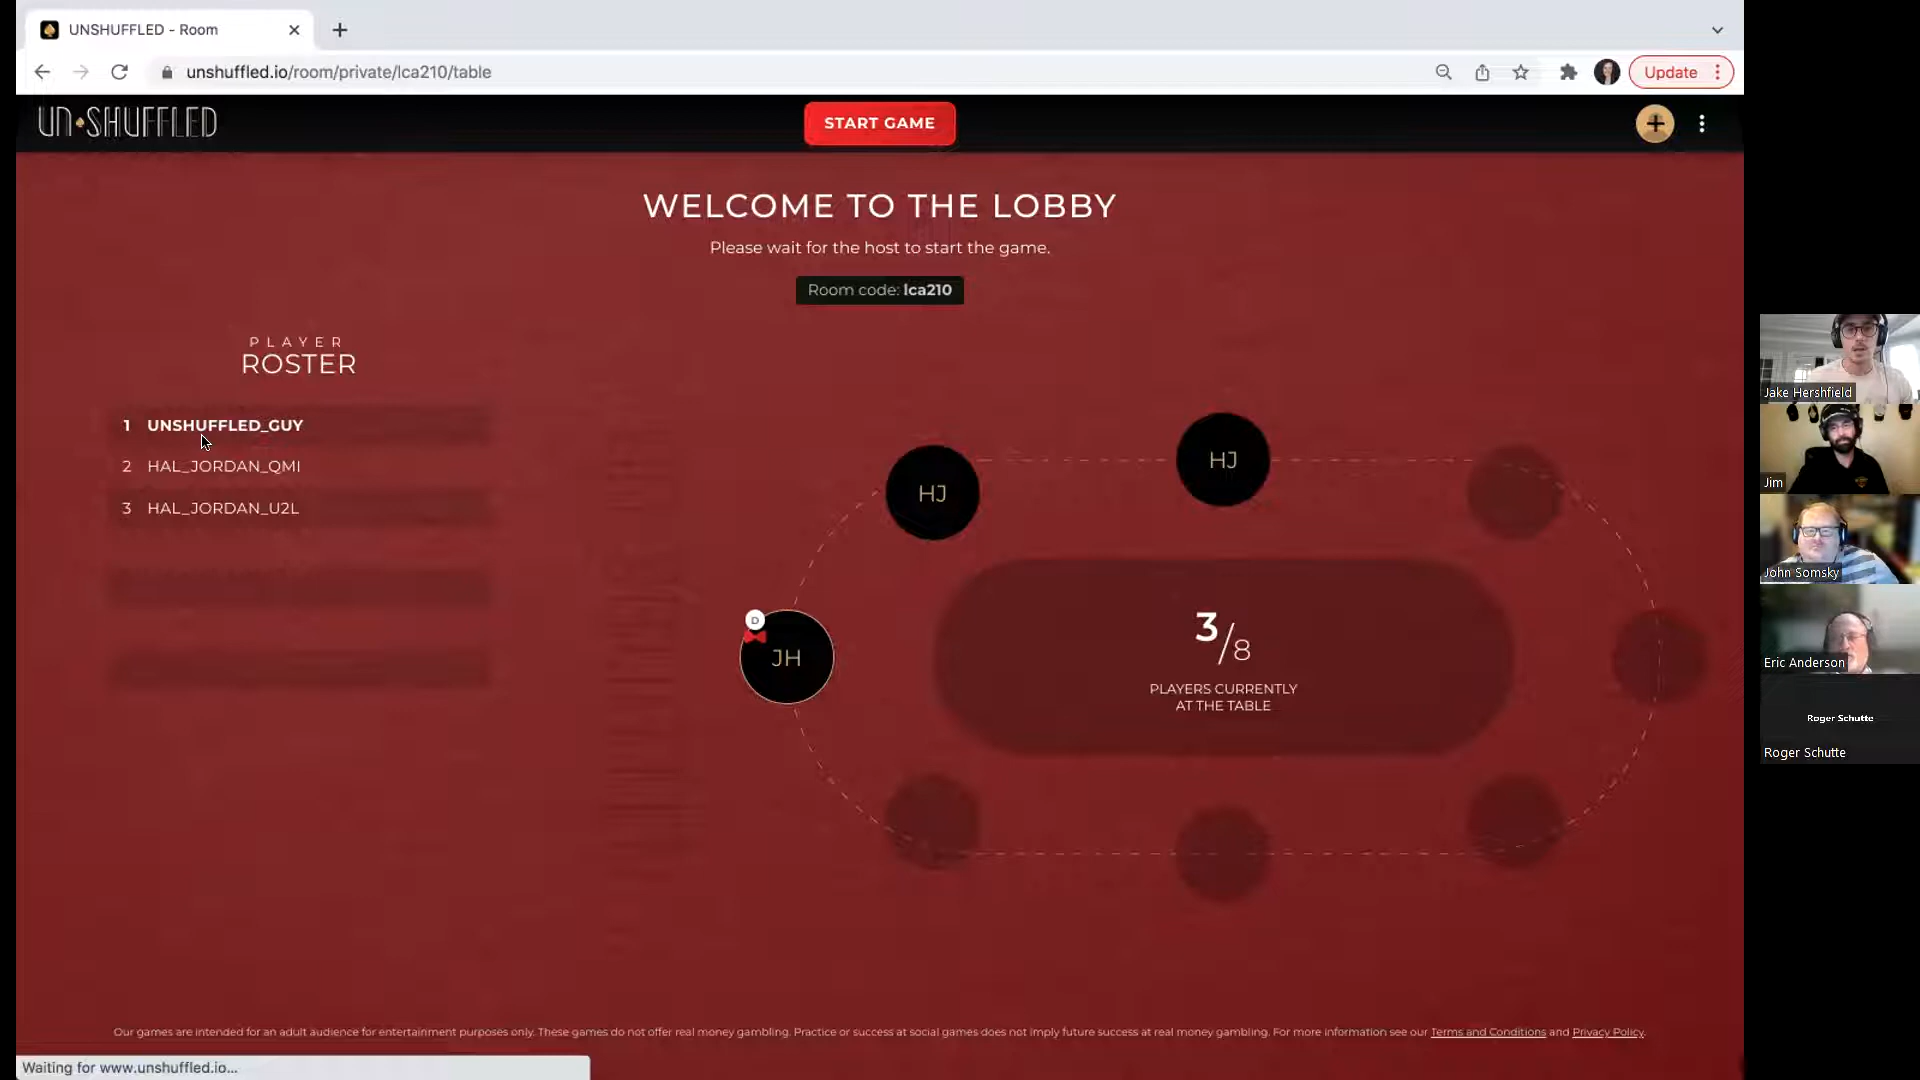 UNSHUFFLED - Room
unshuffled.io/room/private/lca210/table
Update
UN SHUFFLED
START GAME
WELCOME TO THE LOBBY
Please wait for the host to start the game.
Room code: lca210
PLAYER
ROSTER
1 UNSHUFFLED_GUY
2 HAL_JORDAN_QMI
3 HAL_JORDAN_U2L
HJ
HJ
D
JH
3/8
PLAYERS CURRENTLY
AT THE TABLE
Jake Hershfield
Jim
John Somsky
Eric Anderson
Roger Schutte
Roger Schutte
Our games are intended for an adult audience for entertainment purposes only. These games do not offer real money gambling. Practice or success at social games does not imply future success at real money gambling. For more information see our Terms and Conditions and Privacy Policy.
Waiting for www.unshuffled.io...